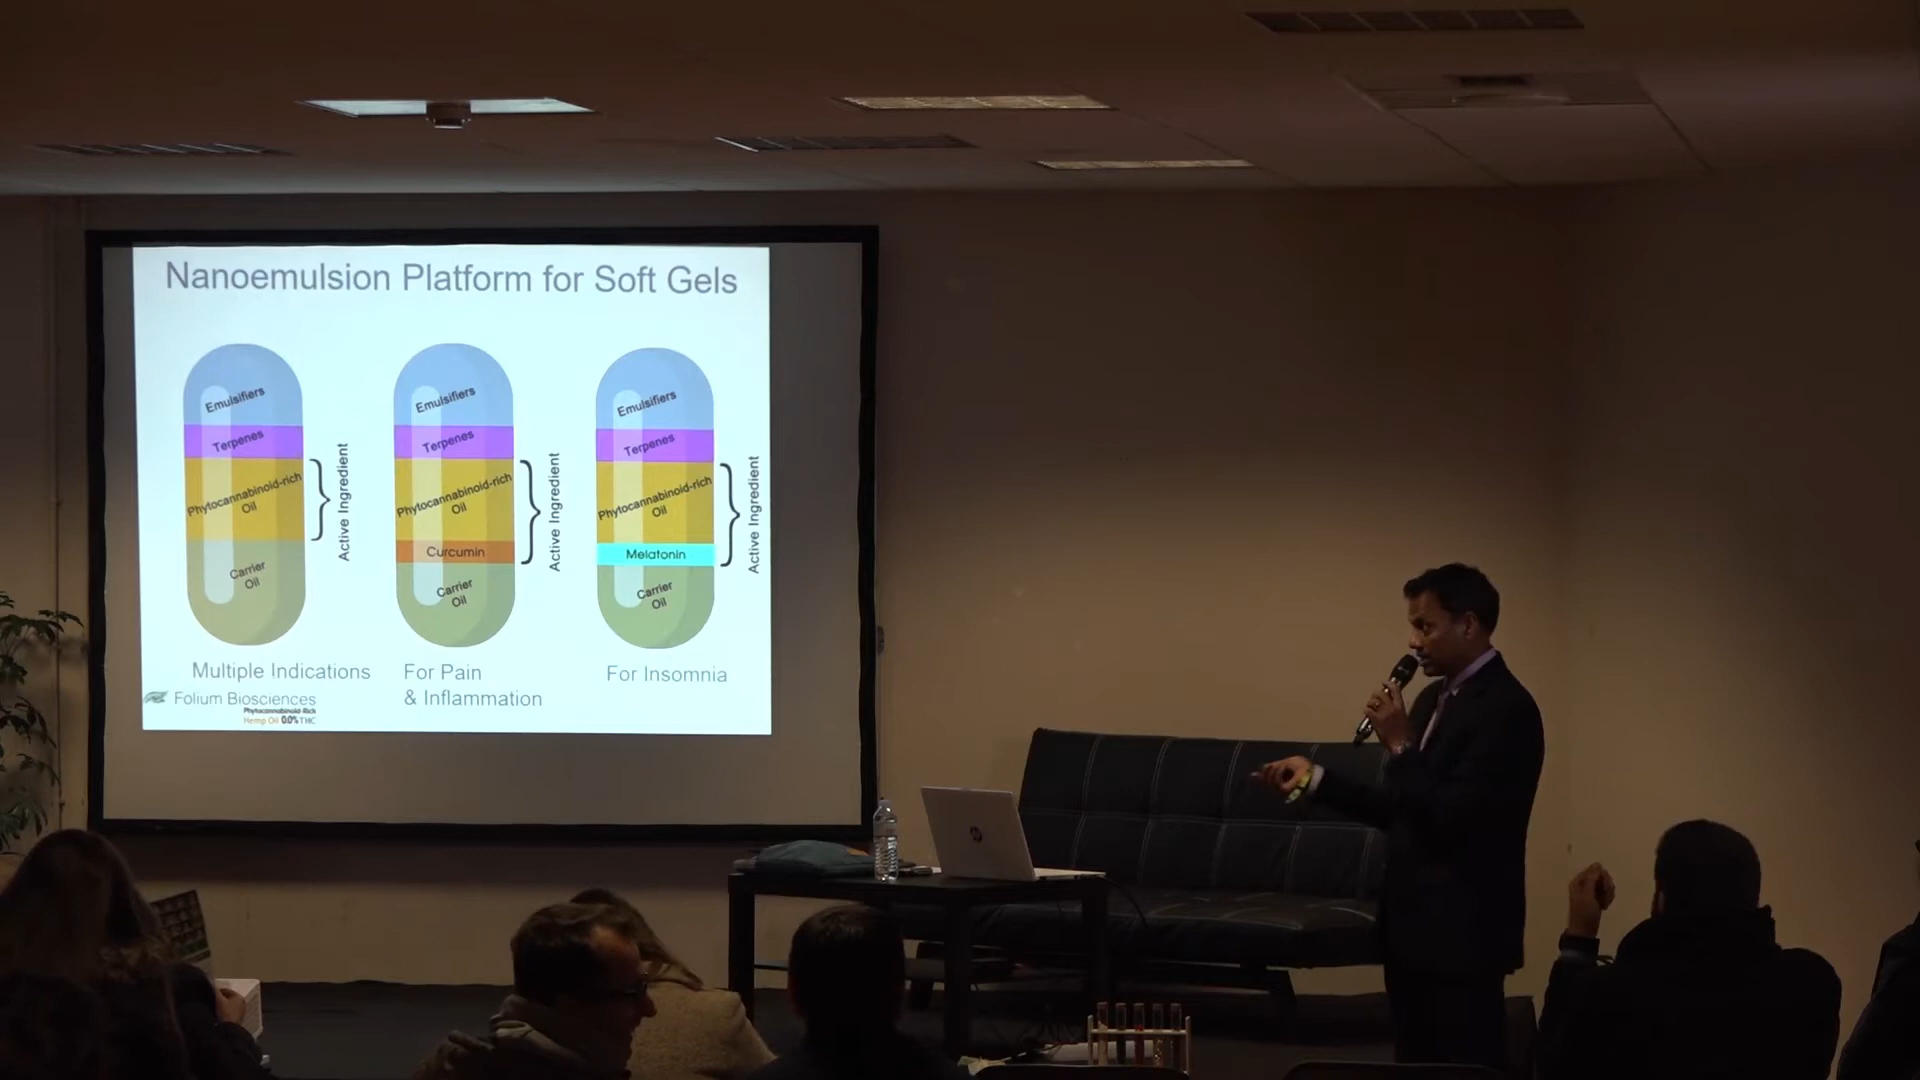 Nanoemulsion Platform for Soft Gels
Emulsifiers
Terpenes
Phytocannabinoid-rich
Oil
Carrier
Oil
Active Ingredient
Multiple Indications
Emulsifiers
Terpenes
Phytocannabinoid-rich
Oil
Curcumin
Carrier
Oil
Active Ingredient
For Pain
& Inflammation
Emulsifiers
Terpenes
Phytocannabinoid-rich
Oil
Melatonin
Carrier
Oil
Active Ingredient
For Insomnia
Folium Biosciences
Phytocannabinoid-Rich
Hemp Oil 0.0% THC
hp